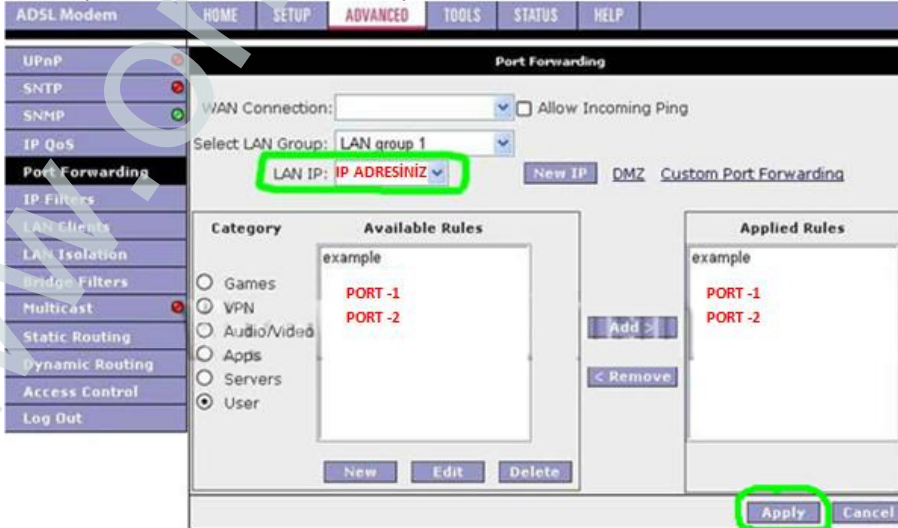 ADSL Modem HOME SETUP ADVANCED TOOLS STATUS HELP
UPnP
SNTP
SNMP
IP QoS
Port Forwarding
IP Filters
LAN Clients
LAN Isolation
Bridge Filters
Multicast
Static Routing
Dynamic Routing
Access Control
Log Out
Port Forwarding
WAN Connection: Allow Incoming Ping
Select LAN Group: LAN group 1
LAN IP: IP ADRESİNİZ New IP DMZ Custom Port Forwarding
Category
Games
VPN
Audio/Video
Apps
Servers
User
Available Rules
example
PORT -1
PORT -2
New Edit Delete
Add >
< Remove
Applied Rules
example
PORT -1
PORT -2
Apply Cancel